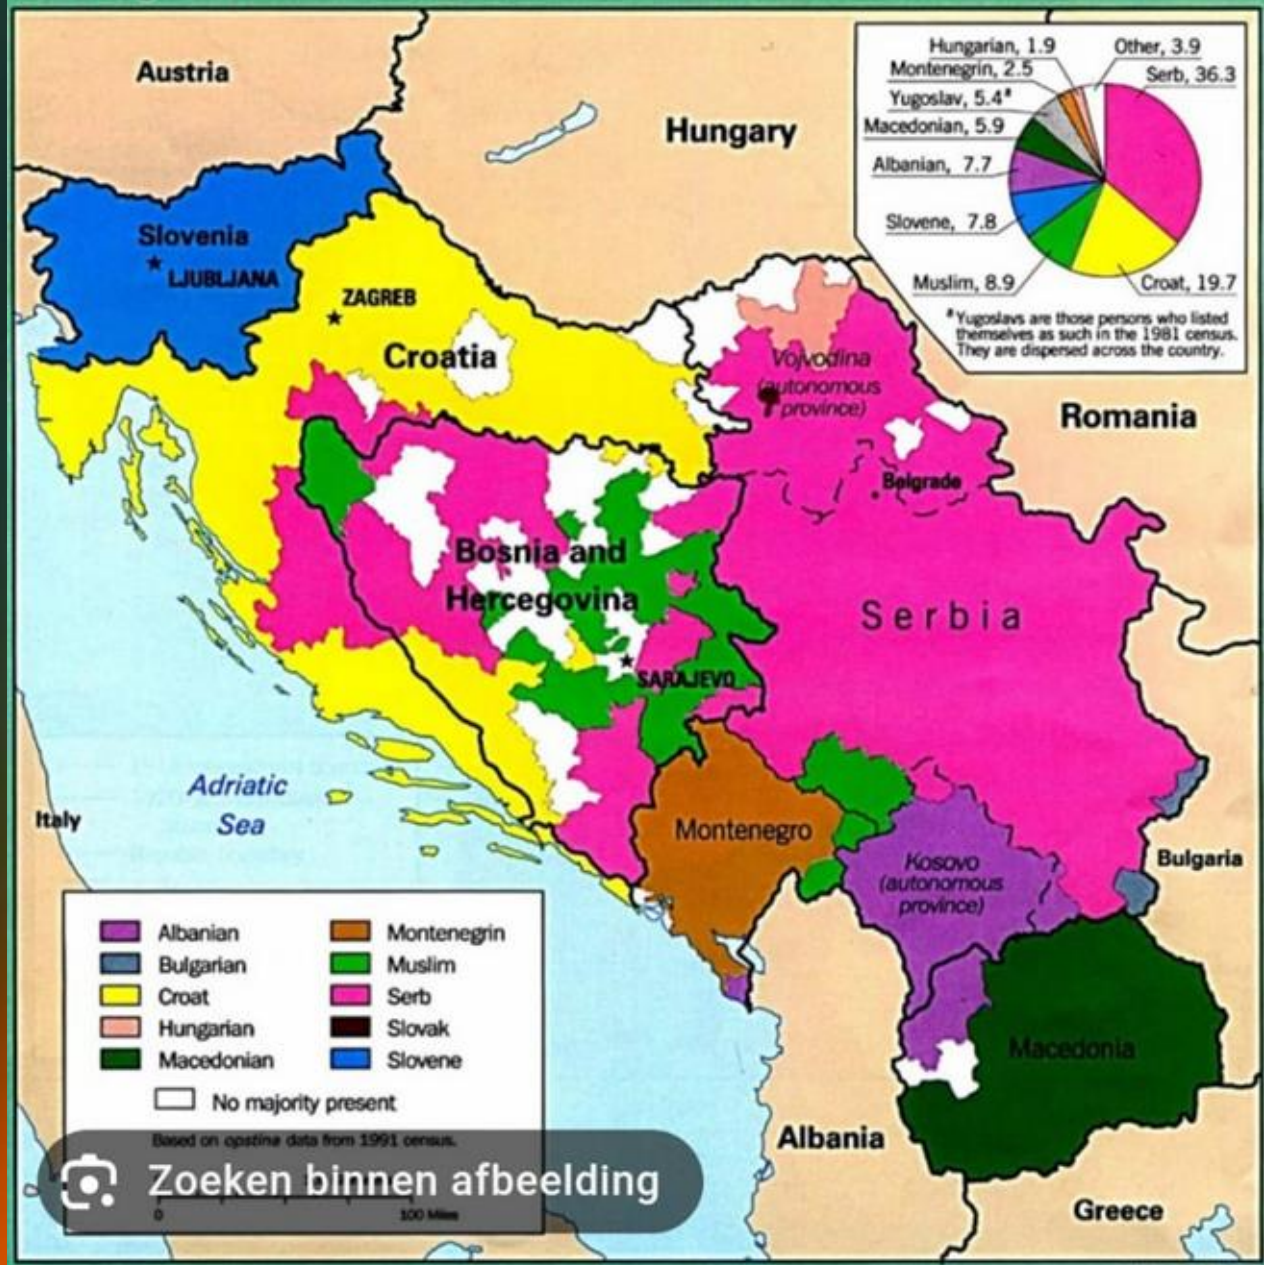 Austria
Hungary
Hungarian, 1.9
Other, 3.9
Montenegrin, 2.5
Serb, 36.3
Yugoslav, 5.4*
Macedonian, 5.9
Albanian, 7.7
Slovene, 7.8
Muslim, 8.9
Croat, 19.7
*Yugoslavs are those persons who listed
themselves as such in the 1981 census.
They are dispersed across the country.
Slovenia
LJUBLJANA
ZAGREB
Croatia
Vojvodina
(autonomous
province)
Romania
Belgrade
Bosnia and
Hercegovina
Serbia
SARAJEVO
Adriatic
Sea
Italy
Montenegro
Kosovo
(autonomous
province)
Bulgaria
Macedonia
Albania
Greece
Albanian
Bulgarian
Croat
Hungarian
Macedonian
Montenegrin
Muslim
Serb
Slovak
Slovene
No majority present
Based on opstina data from 1991 census.
Zoeken binnen afbeelding
0
100 Miles